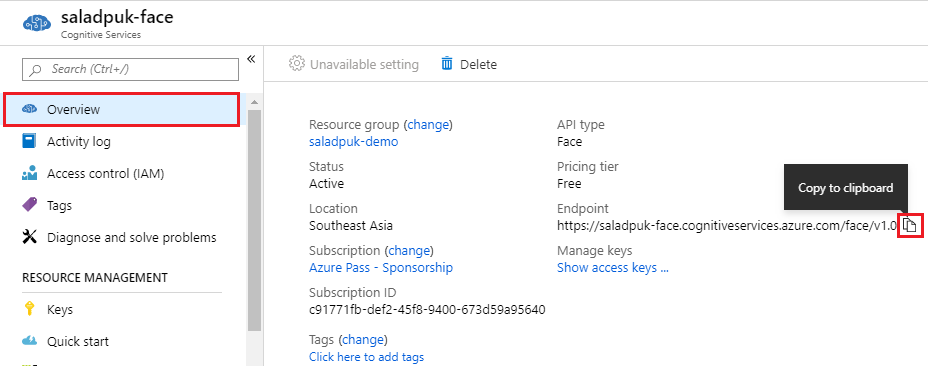 saladpuk-face
Cognitive Services
Search (Ctrl+/)
«
Overview
Activity log
Access control (IAM)
Tags
Diagnose and solve problems
RESOURCE MANAGEMENT
Keys
Quick start
Unavailable setting
Delete
Resource group (change)
saladpuk-demo
Status
Active
Location
Southeast Asia
Subscription (change)
Azure Pass - Sponsorship
Subscription ID
c91771fb-def2-45f8-9400-673d59a95640
Tags (change)
Click here to add tags
API type
Face
Pricing tier
Free
Copy to clipboard
Endpoint
https://saladpuk-face.cognitiveservices.azure.com/face/v1.0
Manage keys
Show access keys ...